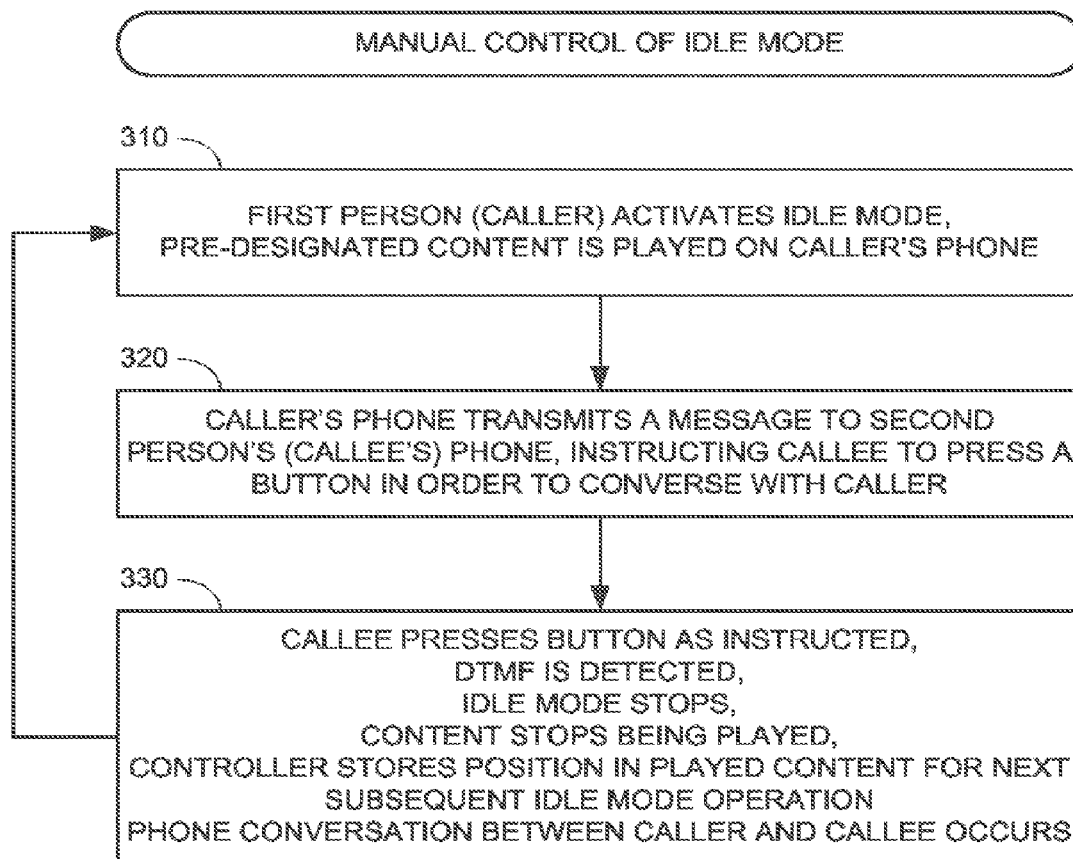 MANUAL CONTROL OF IDLE MODE
310
FIRST PERSON (CALLER) ACTIVATES IDLE MODE,
PRE-DESIGNATED CONTENT IS PLAYED ON CALLER'S PHONE
320
CALLER'S PHONE TRANSMITS A MESSAGE TO SECOND
PERSON'S (CALLEE'S) PHONE, INSTRUCTING CALLEE TO PRESS A
BUTTON IN ORDER TO CONVERSE WITH CALLER
330
CALLEE PRESSES BUTTON AS INSTRUCTED,
DTMF IS DETECTED,
IDLE MODE STOPS,
CONTENT STOPS BEING PLAYED,
CONTROLLER STORES POSITION IN PLAYED CONTENT FOR NEXT
SUBSEQUENT IDLE MODE OPERATION
PHONE CONVERSATION BETWEEN CALLER AND CALLEE OCCURS